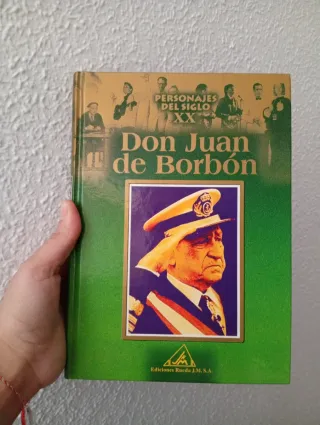 PERSONAJES
DEL SIGLO
XX
Don Juan
de Borbón
Ediciones Rueda J.M. S.A.